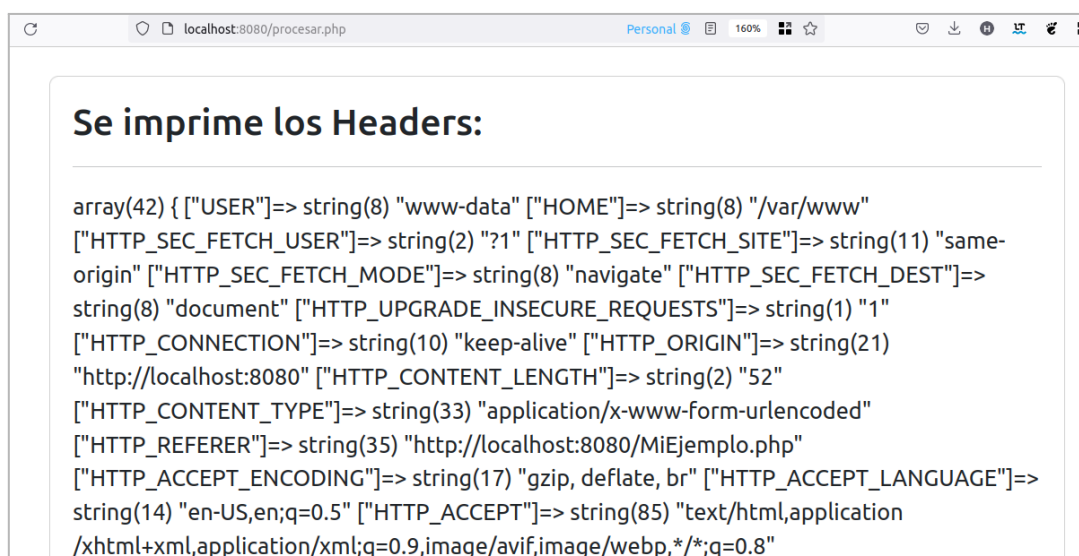 localhost:8080/procesar.php Personal 160%
Se imprime los Headers:
array(42) { ["USER"]=> string(8) "www-data" ["HOME"]=> string(8) "/var/www"
["HTTP_SEC_FETCH_USER"]=> string(2) "?1" ["HTTP_SEC_FETCH_SITE"]=> string(11) "same-
origin" ["HTTP_SEC_FETCH_MODE"]=> string(8) "navigate" ["HTTP_SEC_FETCH_DEST"]=>
string(8) "document" ["HTTP_UPGRADE_INSECURE_REQUESTS"]=> string(1) "1"
["HTTP_CONNECTION"]=> string(10) "keep-alive" ["HTTP_ORIGIN"]=> string(21)
"http://localhost:8080" ["HTTP_CONTENT_LENGTH"]=> string(2) "52"
["HTTP_CONTENT_TYPE"]=> string(33) "application/x-www-form-urlencoded"
["HTTP_REFERER"]=> string(35) "http://localhost:8080/MiEjemplo.php"
["HTTP_ACCEPT_ENCODING"]=> string(17) "gzip, deflate, br" ["HTTP_ACCEPT_LANGUAGE"]=>
string(14) "en-US,en;q=0.5" ["HTTP_ACCEPT"]=> string(85) "text/html,application
/xhtml+xml,application/xml;q=0.9,image/avif,image/webp,*/*;q=0.8"